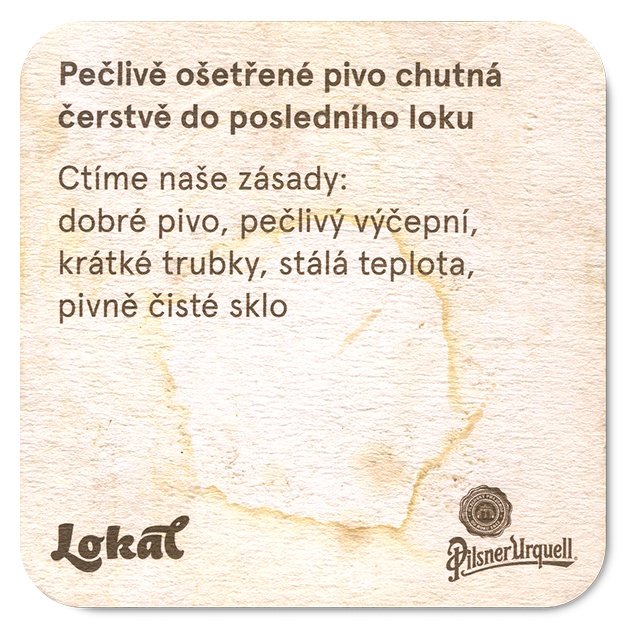 Pečlivě ošetřené pivo chutná
čerstvě do posledního loku
Ctíme naše zásady:
dobré pivo, pečlivý výčepní,
krátké trubky, stálá teplota,
pivně čisté sklo
Lokál
Pilsner Urquell